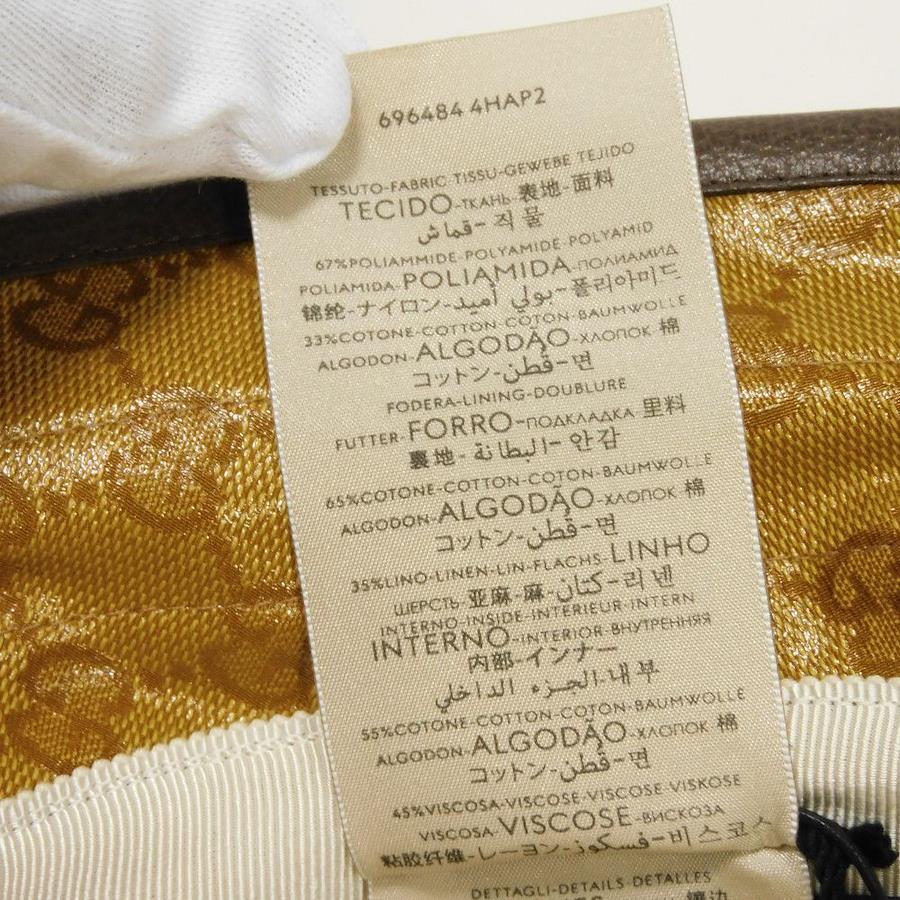 696484 4HAP2
TESSUTO-FABRIC TISSU-GEWEBE TEJIDO
TECIDO-ТКАНЬ-表地-面料
قماش-직물
67%POLIAMMIDE-POLYAMIDE-POLYAMID
POLIAMIDA-POLIAMIDA-ПОЛИАМИД
锦纶-ナイロン-بولي أميد-폴리아미드
33%COTONE-COTTON-COTON-BAUMWOLLE
ALGODON-ALGODÃO-ХЛОПОК 棉
コットン-قطن-면
FODERA-LINING-DOUBLURE
FUTTER-FORRO-ПОДКЛАДКА 里料
裏地-البطانة-안감
65%COTONE-COTTON-COTON-BAUMWOLLE
ALGODON-ALGODÃO-ХЛОПОК 棉
コットン-قطن-면
35%LINO-LINEN-LIN-FLACHS-LINHO
ШЕРСТЬ-亚麻-麻-كتان-리넨
INTERNO-INSIDE-INTERIEUR-INTERN
INTERNO-INTERIOR-ВНУТРЕННЯЯ
内部-インナー
الجزء الداخلي-내부
55%COTONE-COTTON-COTON-BAUMWOLLE
ALGODON-ALGODÃO-ХЛОПОК 棉
コットン-قطن-면
45%VISCOSA-VISCOSE-VISCOSE-VISKOSE
VISCOSA-VISCOSE-ВИСКОЗА
粘胶纤维-レーヨン-فسكوز-비스코스
DETTAGLI-DETAILS-DETALLES